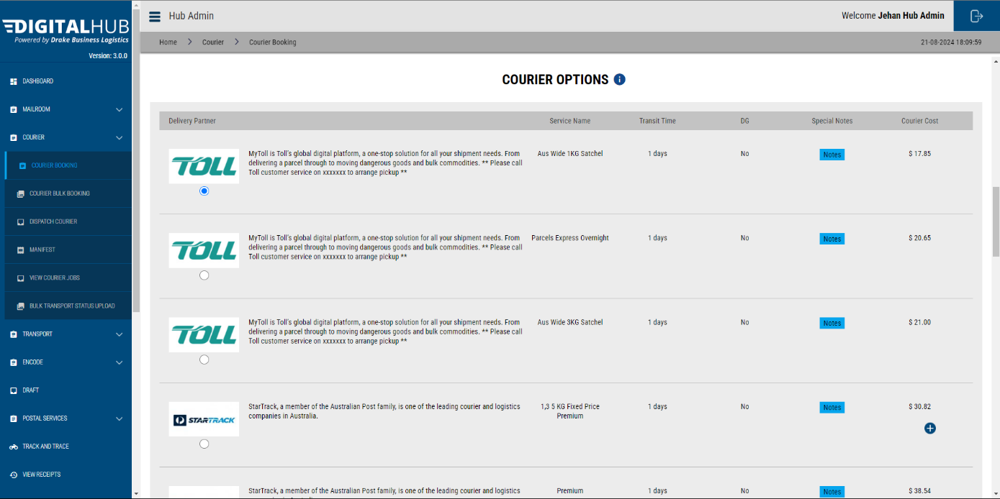 DIGITALHUB
Powered by Drake Business Logistics
Version: 3.0.0
DASHBOARD
MAILROOM
COURIER
COURIER BOOKING
COURIER BULK BOOKING
DISPATCH COURIER
MANIFEST
VIEW COURIER JOBS
BULK TRANSPORT STATUS UPLOAD
TRANSPORT
ENCODE
DRAFT
POSTAL SERVICES
TRACK AND TRACE
VIEW RECEIPTS
Hub Admin
Welcome Jehan Hub Admin
Home > Courier > Courier Booking
21-08-2024 18:09:59
COURIER OPTIONS i
Delivery Partner Service Name Transit Time DG Special Notes Courier Cost
TOLL
MyToll is Toll's global digital platform, a one-stop solution for all your shipment needs. From
delivering a parcel through to moving dangerous goods and bulk commodities. ** Please call
Toll customer service on xxxxxxx to arrange pickup **
Aus Wide 1KG Satchel 1 days No Notes $ 17.85
TOLL
MyToll is Toll's global digital platform, a one-stop solution for all your shipment needs. From
delivering a parcel through to moving dangerous goods and bulk commodities. ** Please call
Toll customer service on xxxxxxx to arrange pickup **
Parcels Express Overnight 1 days No Notes $ 20.65
TOLL
MyToll is Toll's global digital platform, a one-stop solution for all your shipment needs. From
delivering a parcel through to moving dangerous goods and bulk commodities. ** Please call
Toll customer service on xxxxxxx to arrange pickup **
Aus Wide 3KG Satchel 1 days No Notes $ 21.00
STARTRACK
StarTrack, a member of the Australian Post family, is one of the leading courier and logistics
companies in Australia.
1,3 5 KG Fixed Price
Premium
1 days No Notes $ 30.82
StarTrack, a member of the Australian Post family, is one of the leading courier and logistics
Premium 1 days No Notes $ 38.54